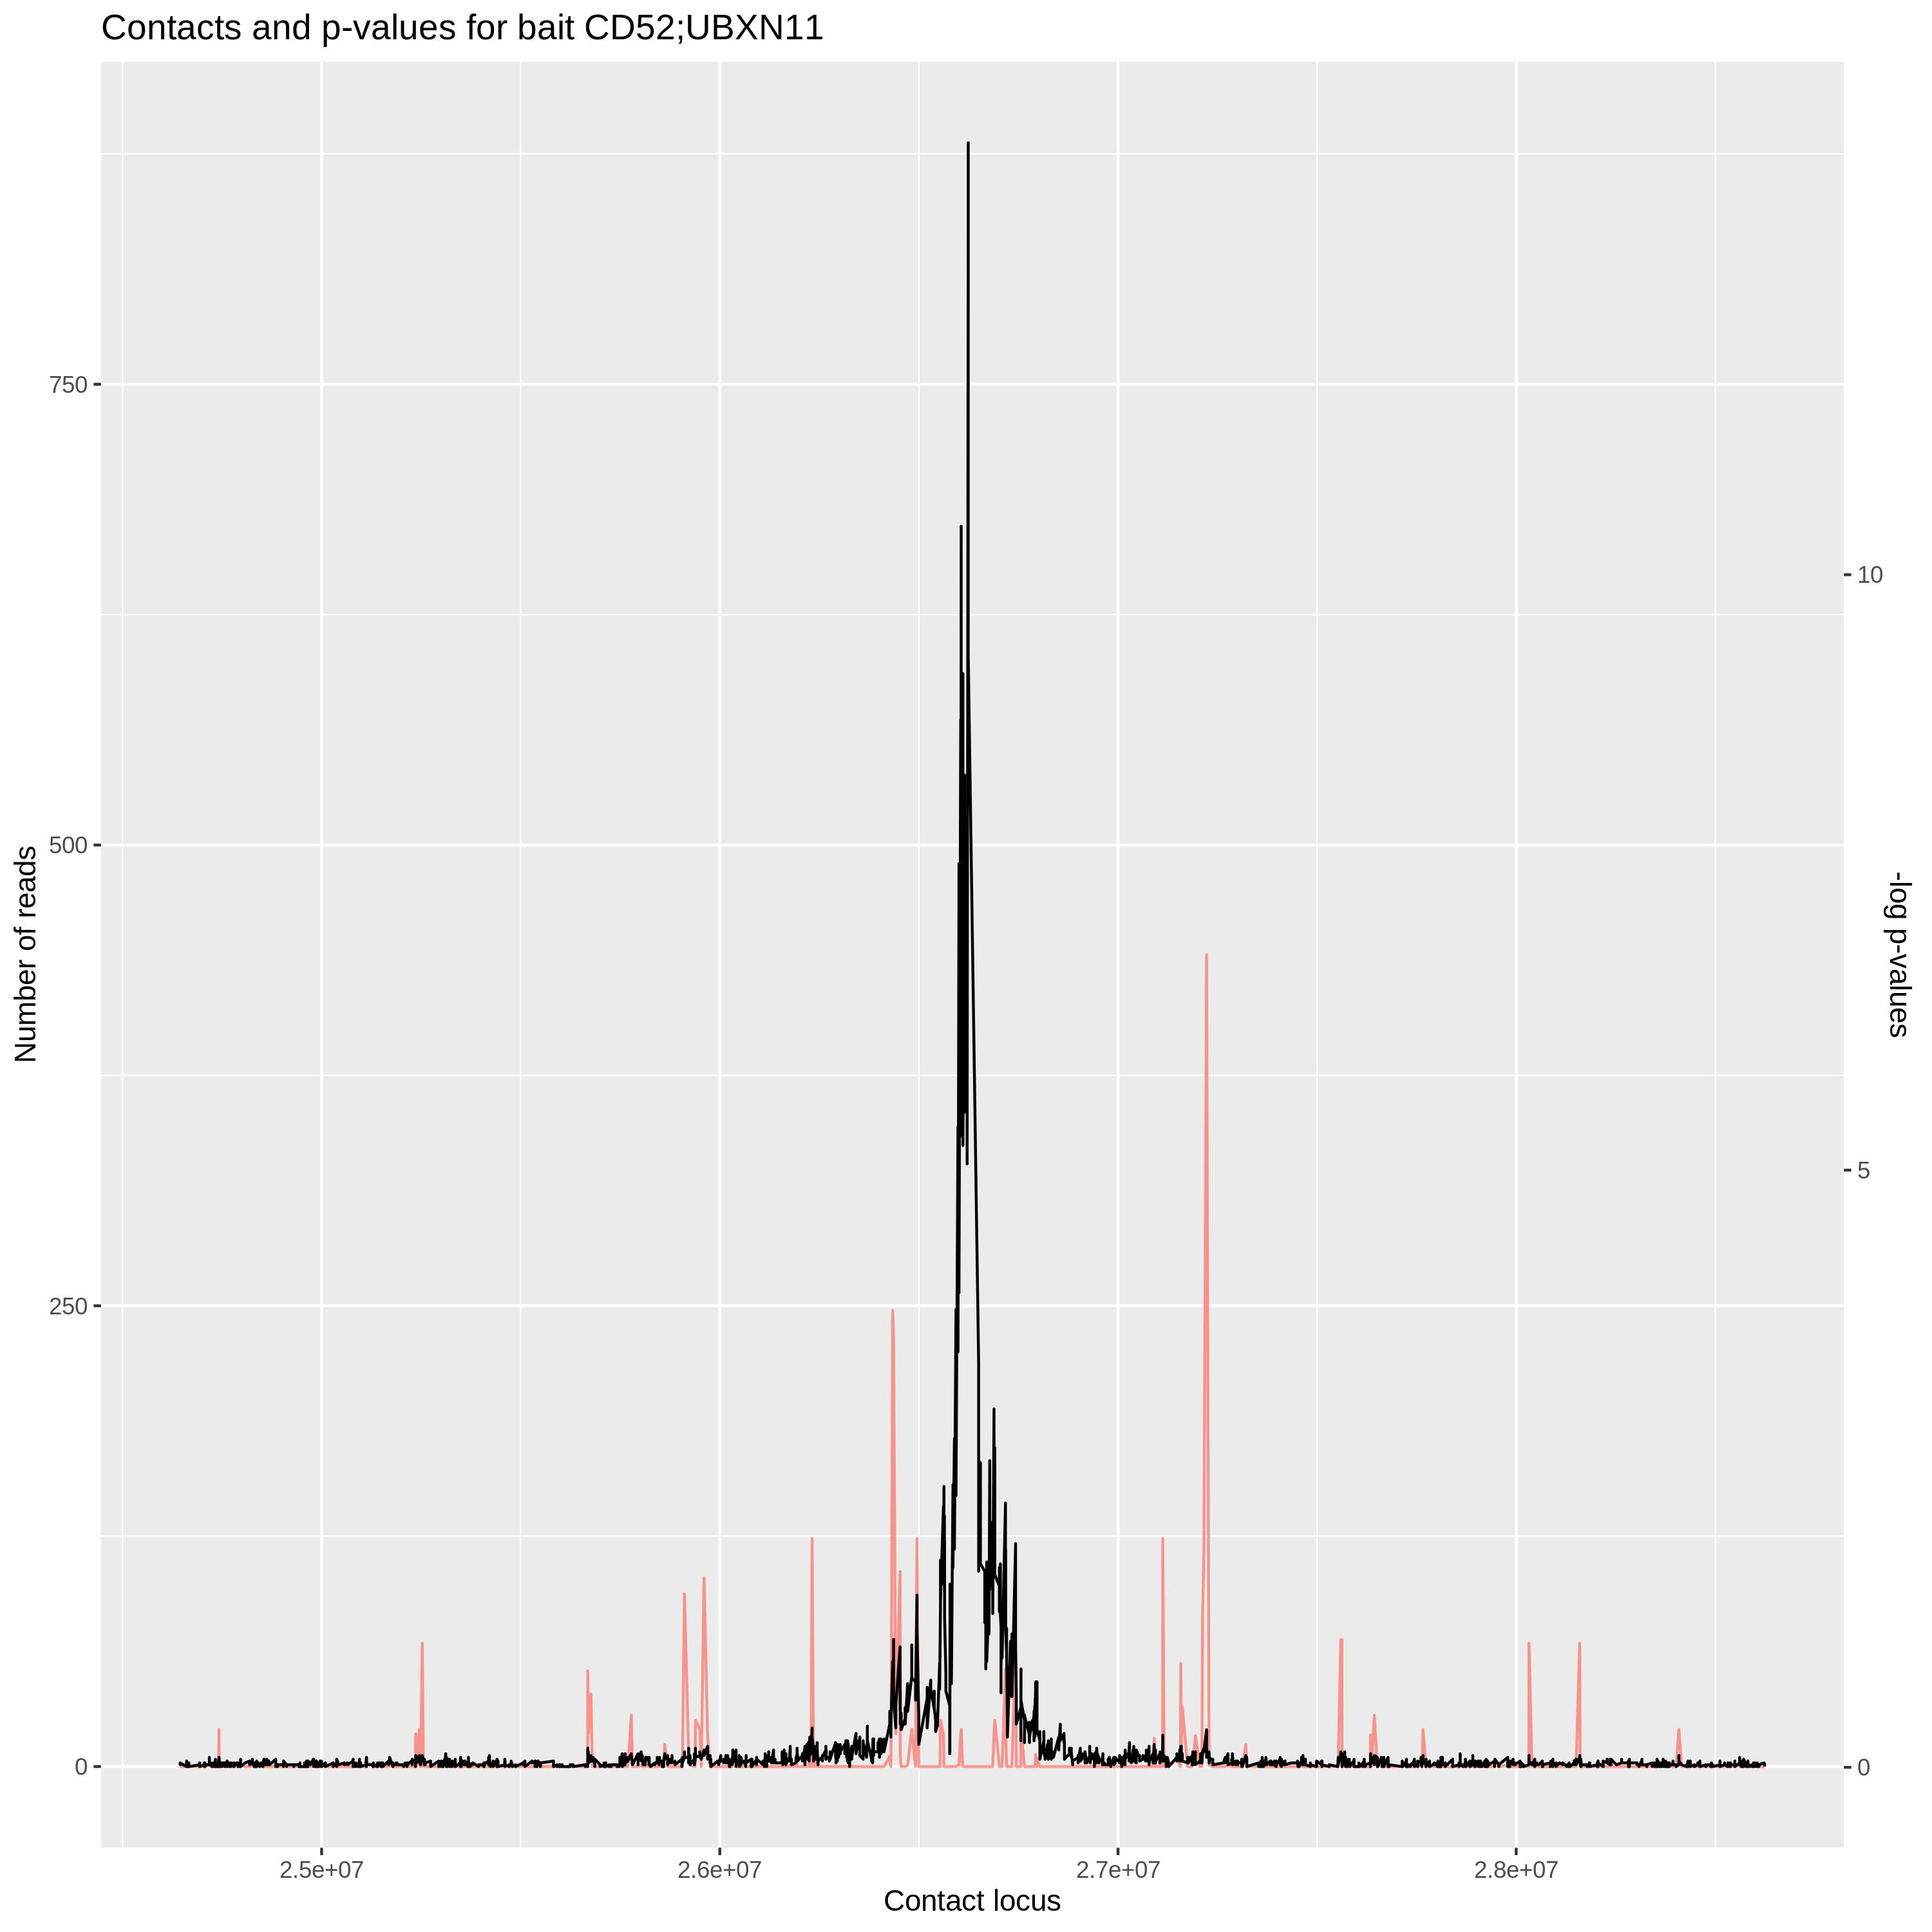 Contacts and p-values for bait CD52;UBXN11
750
500
250
0
Number of reads
10
5
0
-log p-values
2.5e+07
2.6e+07
2.7e+07
2.8e+07
Contact locus